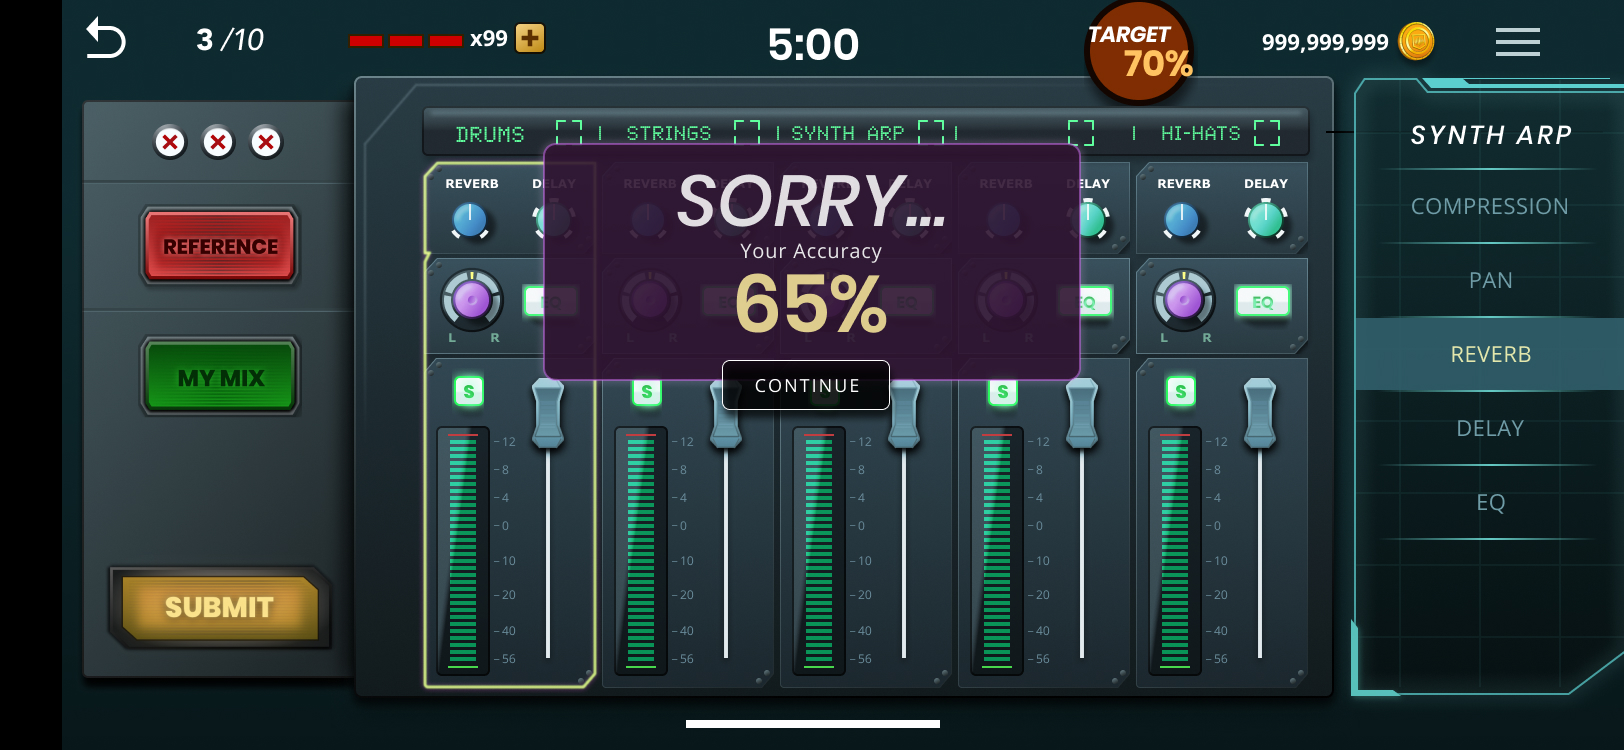 3 /10
x99
5:00
TARGET
70%
999,999,999
DRUMS
STRINGS
SYNTH ARP
HI-HATS
SYNTH ARP
COMPRESSION
PAN
REVERB
DELAY
EQ
REFERENCE
MY MIX
SUBMIT
REVERB DELAY
REVERB DELAY
REVERB DELAY
REVERB DELAY
SORRY...
Your Accuracy
65%
CONTINUE
EQ
EQ
EQ
EQ
EQ
L R
L R
S
S
S
S
S
12
8
4
0
10
20
40
56
12
8
4
0
10
20
40
56
12
8
4
0
10
20
40
56
12
8
4
0
10
20
40
56
12
8
4
0
10
20
40
56